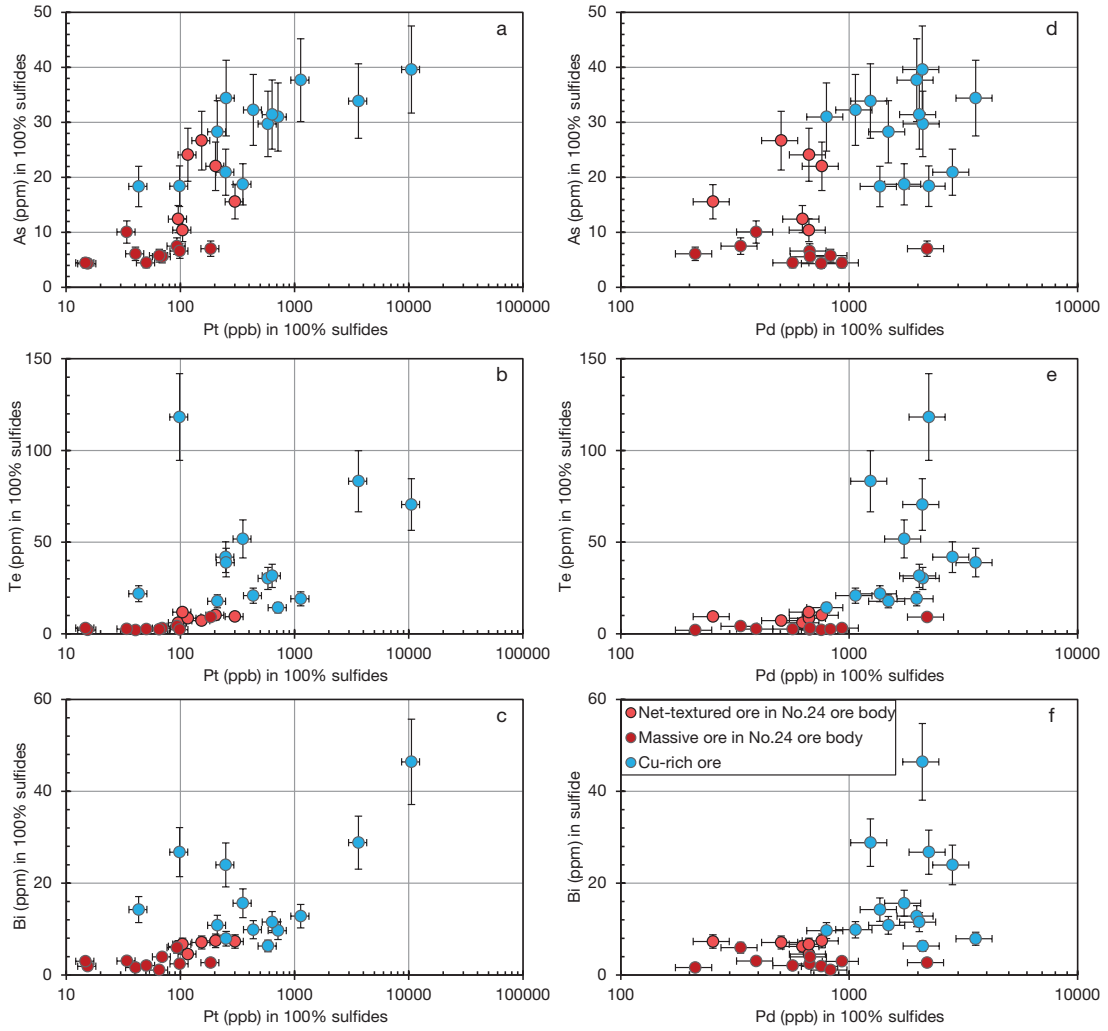 a
50
40
30
20
10
0
As (ppm) in 100% sulfides
10 100 1000 10000 100000
Pt (ppb) in 100% sulfides
d
50
40
30
20
10
0
As (ppm) in 100% sulfides
100 1000 10000
Pd (ppb) in 100% sulfides
b
150
100
50
0
Te (ppm) in 100% sulfides
10 100 1000 10000 100000
Pt (ppb) in 100% sulfides
e
150
100
50
0
Te (ppm) in 100% sulfides
100 1000 10000
Pd (ppb) in 100% sulfides
c
60
40
20
0
Bi (ppm) in 100% sulfides
10 100 1000 10000 100000
Pt (ppb) in 100% sulfides
f
Net-textured ore in No.24 ore body
Massive ore in No.24 ore body
Cu-rich ore
60
40
20
0
Bi (ppm) in sulfide
100 1000 10000
Pd (ppb) in 100% sulfides